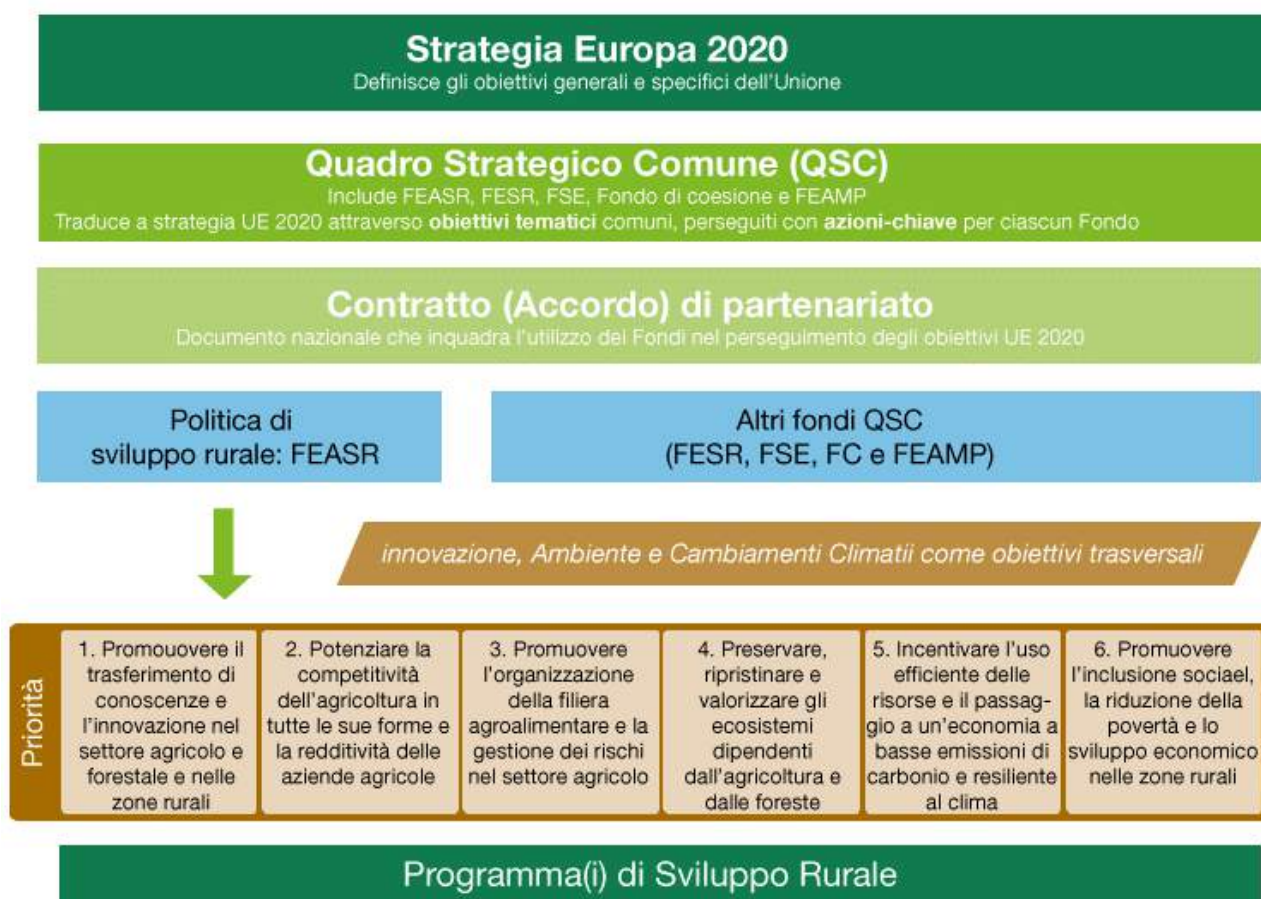 Strategia Europa 2020
Definisce gli obiettivi generali e specifici dell'Unione
Quadro Strategico Comune (QSC)
Include FEASR, FESR, FSE, Fondo di coesione e FEAMP
Traduce a strategia UE 2020 attraverso obiettivi tematici comuni, perseguiti con azioni-chiave per ciascun Fondo
Contratto (Accordo) di partenariato
Documento nazionale che inquadra l'utilizzo dei Fondi nel perseguimento degli obiettivi UE 2020
Politica di
sviluppo rurale: FEASR
Altri fondi QSC
(FESR, FSE, FC e FEAMP)
innovazione, Ambiente e Cambiamenti Climatii come obiettivi trasversali
Priorità
1. Promouovere il
trasferimento di
conoscenze e
l'innovazione nel
settore agricolo e
forestale e nelle
zone rurali
2. Potenziare la
competitività
dell'agricoltura in
tutte le sue forme e
la redditività delle
aziende agricole
3. Promuovere
l'organizzazione
della filiera
agroalimentare e la
gestione dei rischi
nel settore agricolo
4. Preservare,
ripristinare e
valorizzare gli
ecosistemi
dipendenti
dall'agricoltura e
dalle foreste
5. Incentivare l'uso
efficiente delle
risorse e il passag-
gio a un'economia a
basse emissioni di
carbonio e resiliente
al clima
6. Promuovere
l'inclusione sociael,
la riduzione della
povertà e lo
sviluppo economico
nelle zone rurali
Programma(i) di Sviluppo Rurale